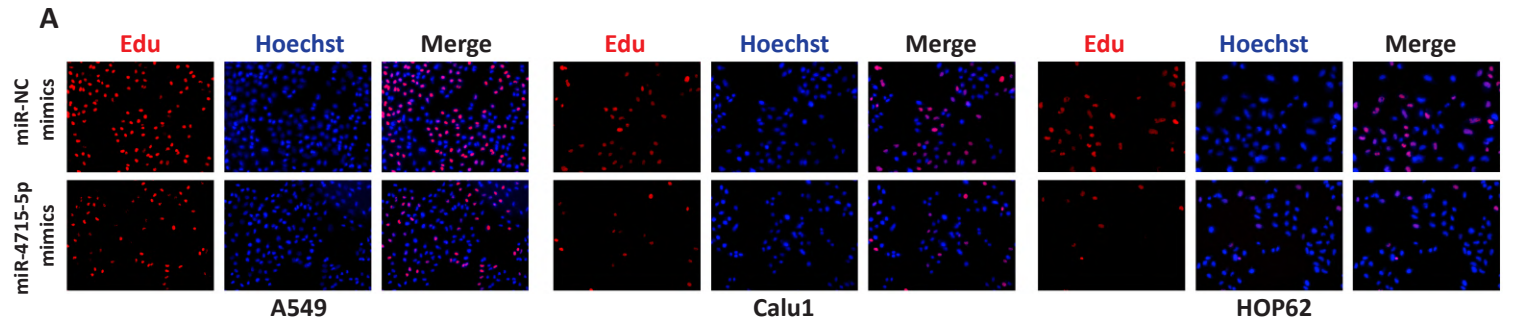 A
Edu Hoechst Merge Edu Hoechst Merge Edu Hoechst Merge
miR-NC
mimics
miR-4715-5p
mimics
A549 Calu1 HOP62